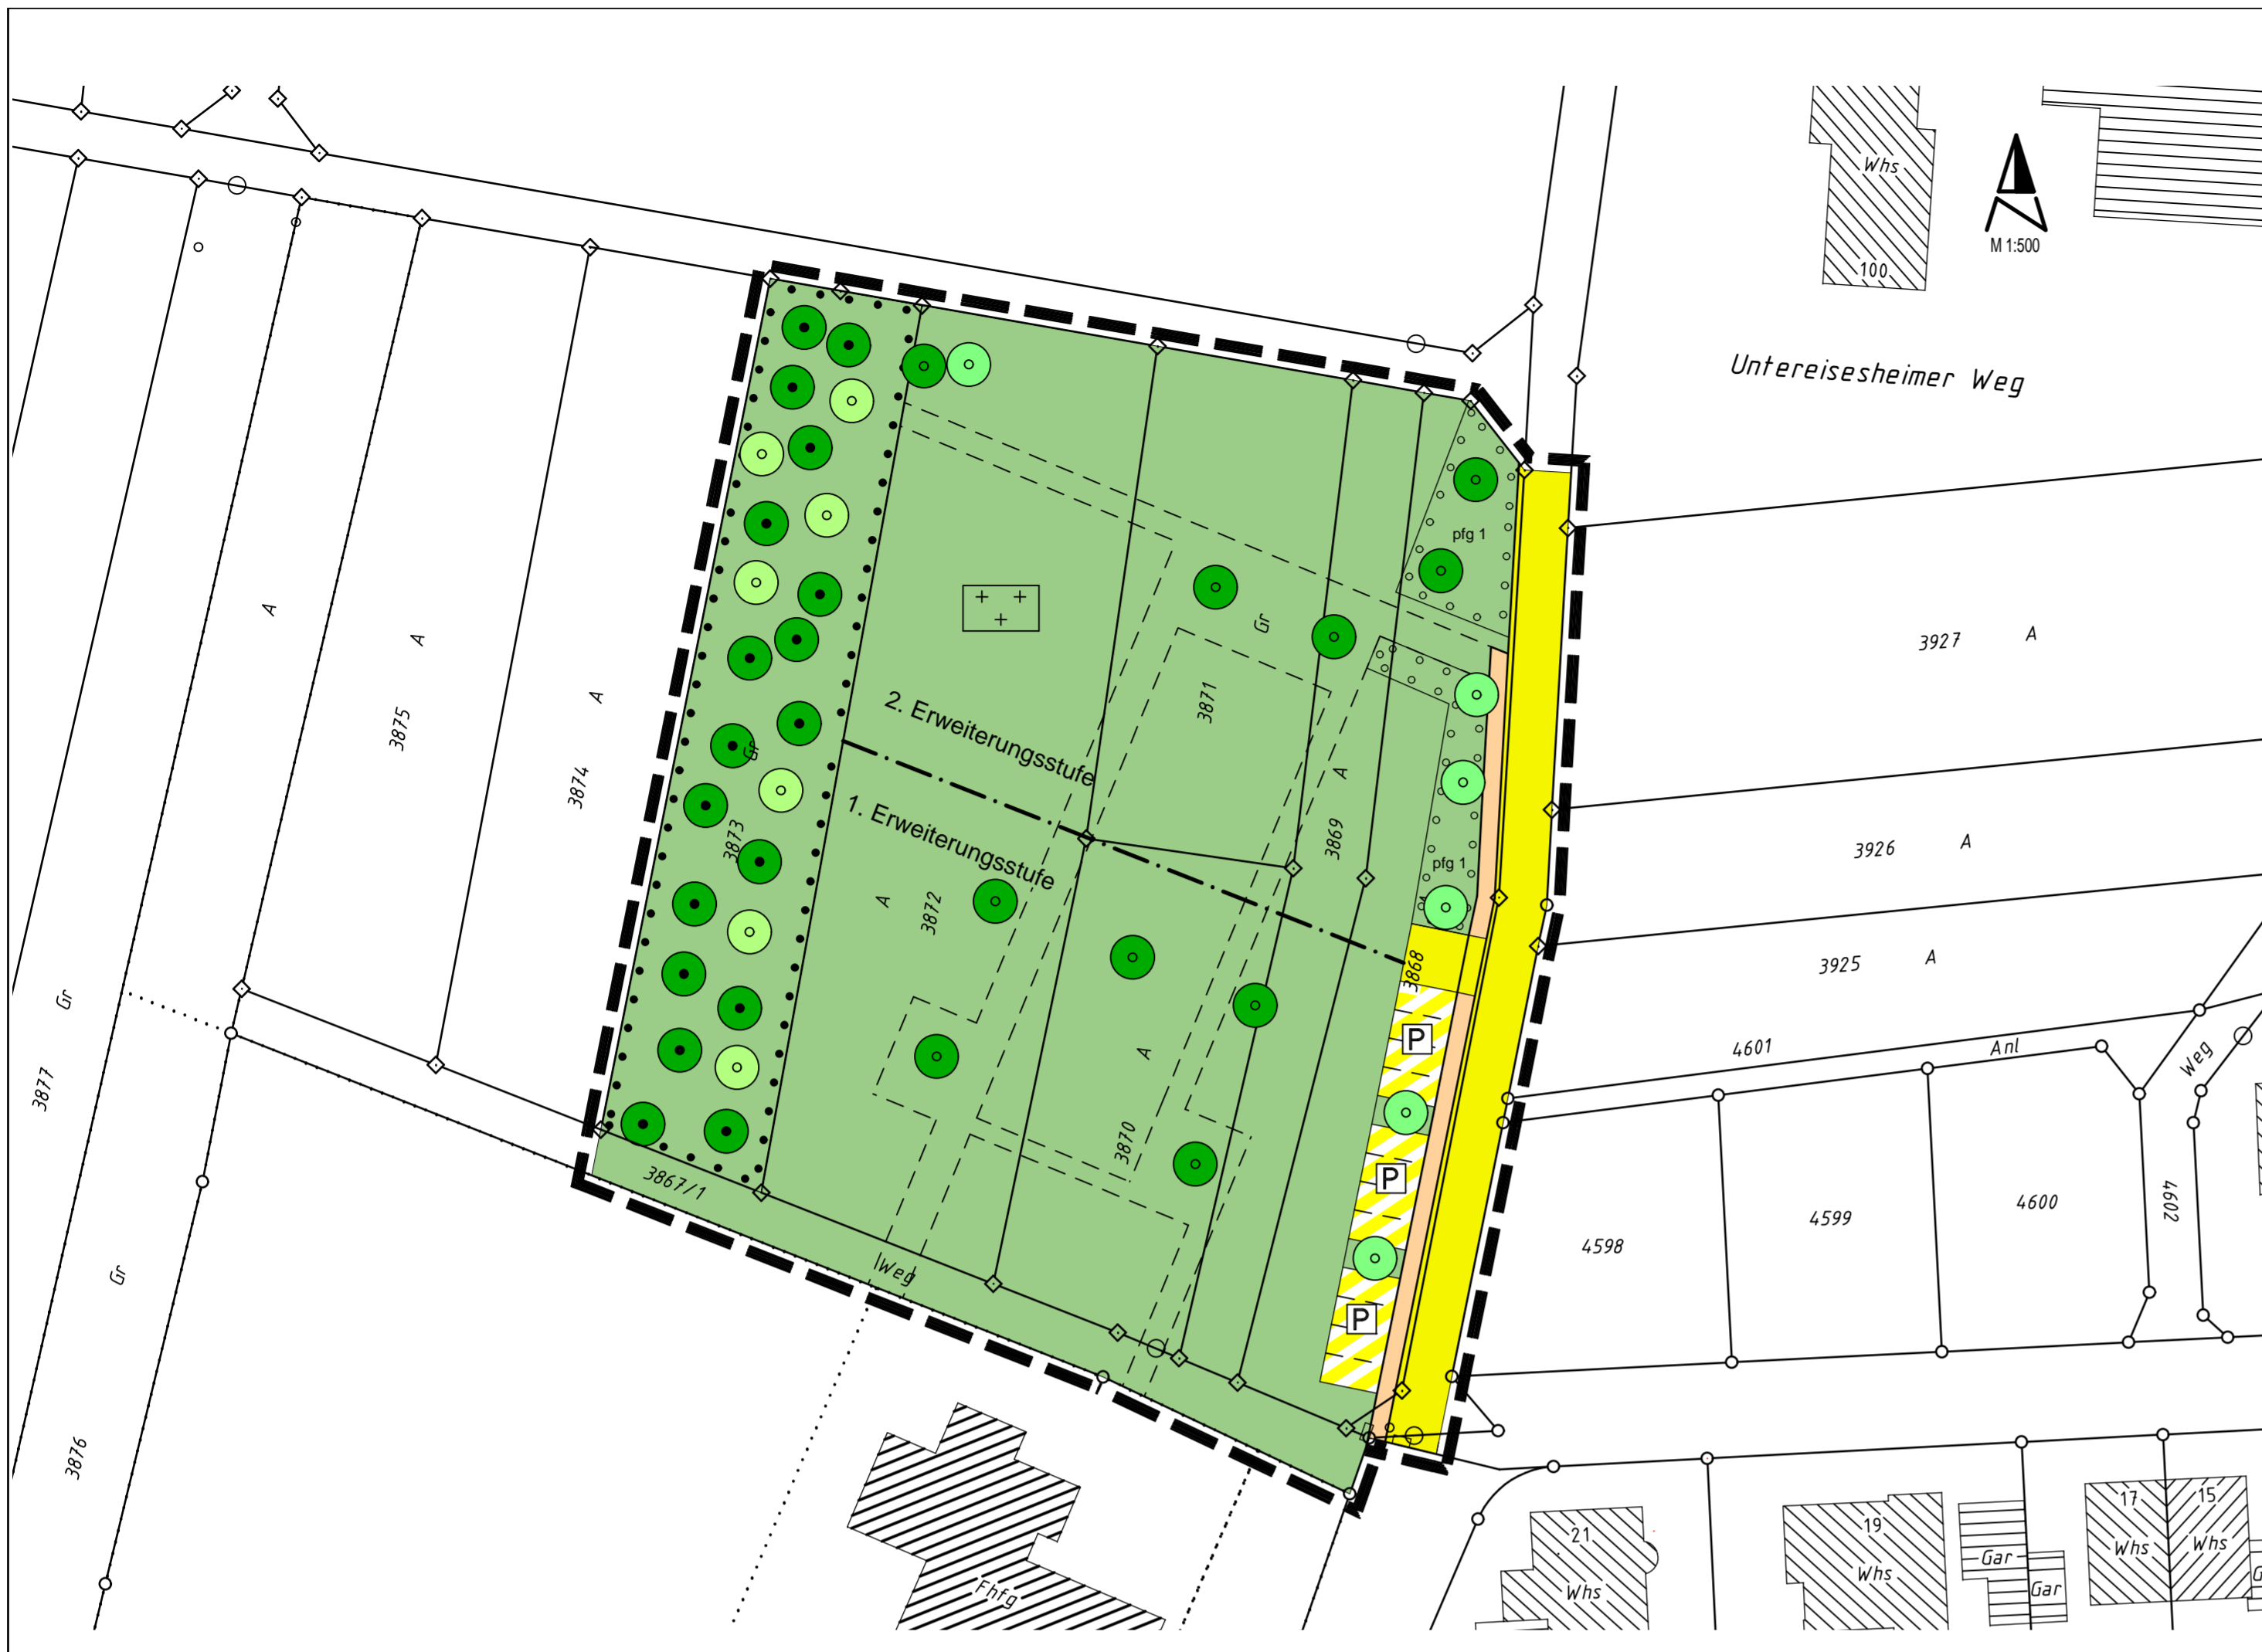 Whs
100
M 1:500
Untereisesheimer Weg
pfg 1
A
A
A
Gr
3927 A
3871
2. Erweiterungsstufe
3875
Gr
3874
A
1. Erweiterungsstufe
3873
3869
3926 A
pfg 1
A
3872
3925 A
3868
Gr
P
4601
Anl
Weg
A
3877
3870
P
3867/1
4602
4600
4599
4598
Gr
Weg
P
3876
21
Whs
19
Whs
Gar
Gar
17
Whs
15
Whs
G
Fhfg